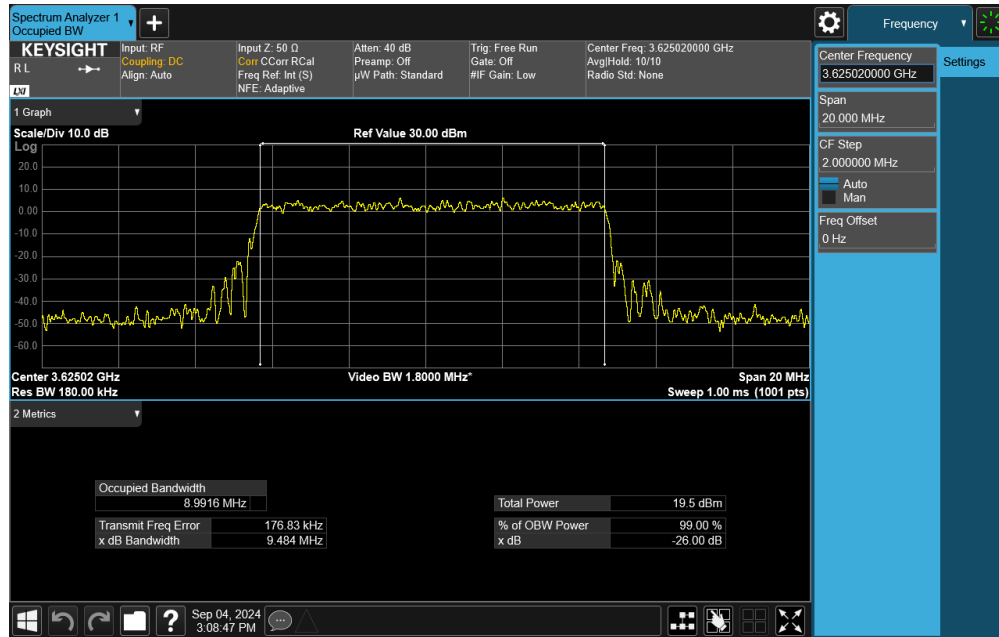 Spectrum Analyzer 1
Occupied BW
Frequency
KEYSIGHT
R L
LXI
Input: RF
Coupling: DC
Align: Auto
Input Z: 50 Ω
Corr CCorr RCal
Freq Ref: Int (S)
NFE: Adaptive
Atten: 40 dB
Preamp: Off
µW Path: Standard
Trig: Free Run
Gate: Off
#IF Gain: Low
Center Freq: 3.625020000 GHz
Avg|Hold: 10/10
Radio Std: None
Center Frequency
3.625020000 GHz
Settings
Span
20.000 MHz
CF Step
2.000000 MHz
Auto
Man
Freq Offset
0 Hz
1 Graph
Scale/Div 10.0 dB
Ref Value 30.00 dBm
Log
20.0
10.0
0.00
-10.0
-20.0
-30.0
-40.0
-50.0
-60.0
Center 3.62502 GHz
Video BW 1.8000 MHz*
Span 20 MHz
Res BW 180.00 kHz
Sweep 1.00 ms (1001 pts)
2 Metrics
Occupied Bandwidth
8.9916 MHz
Total Power 19.5 dBm
Transmit Freq Error 176.83 kHz
% of OBW Power 99.00 %
x dB Bandwidth 9.484 MHz
x dB -26.00 dB
Sep 04, 2024
3:08:47 PM